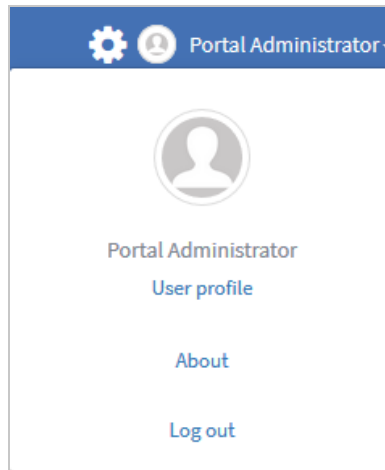 Portal Administrator
Portal Administrator
User profile
About
Log out